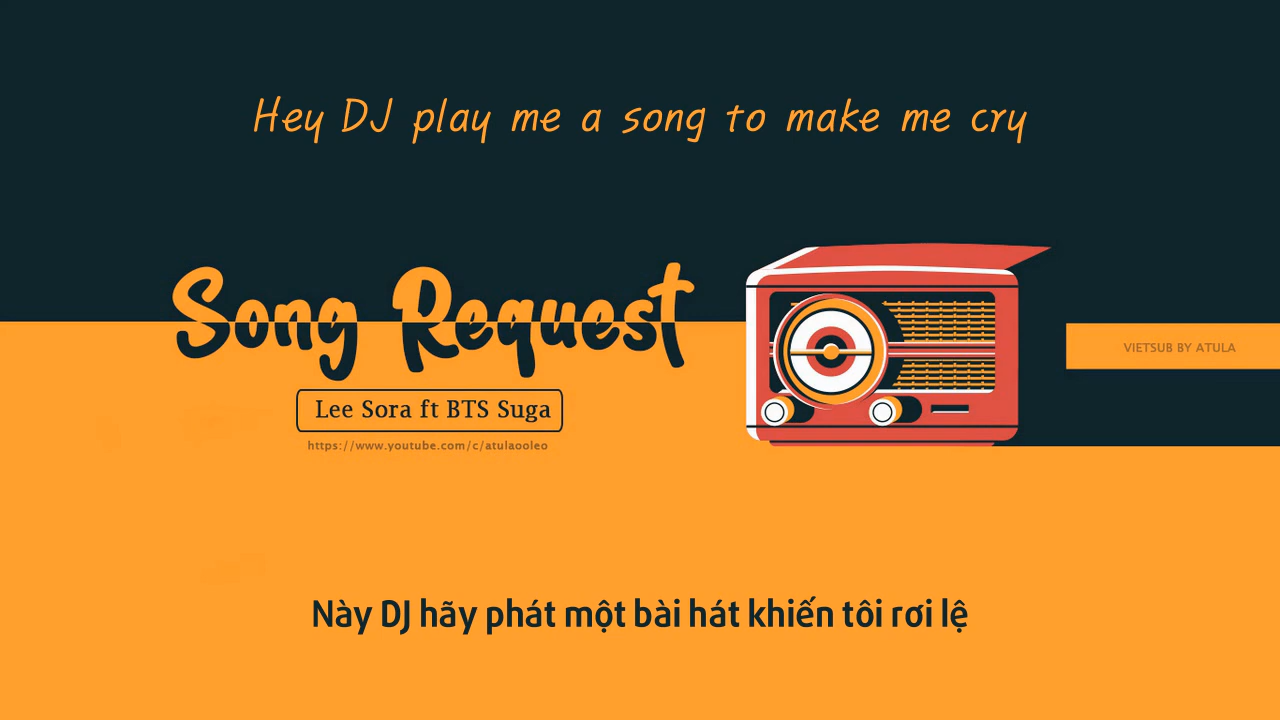 Hey DJ play me a song to make me cry
Song Request
Lee Sora ft BTS Suga
https://www.youtube.com/c/atulaooleo
VIETSUB BY ATULA
Này DJ hãy phát một bài hát khiến tôi rơi lệ